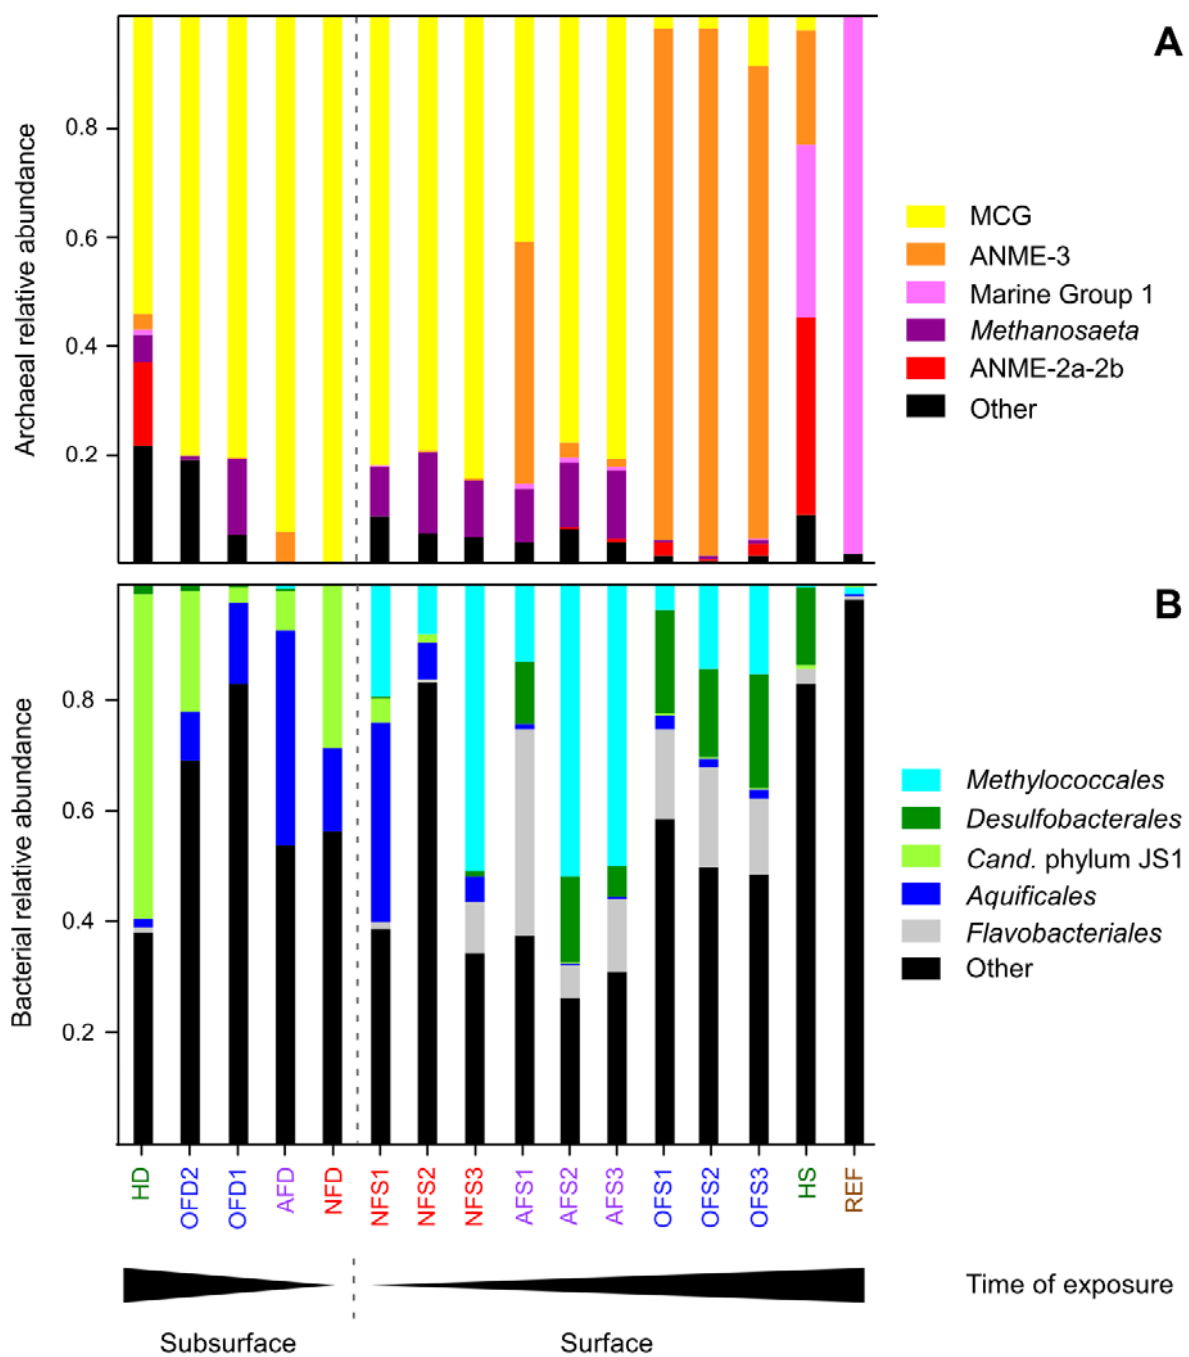 A
Archaeal relative abundance
0.8
0.6
0.4
0.2
MCG
ANME-3
Marine Group 1
Methanosaeta
ANME-2a-2b
Other
B
Bacterial relative abundance
0.8
0.6
0.4
0.2
Methylococcales
Desulfobacterales
Cand. phylum JS1
Aquificales
Flavobacteriales
Other
HD
OFD2
OFD1
AFD
NFD
NFS1
NFS2
NFS3
AFS1
AFS2
AFS3
OFS1
OFS2
OFS3
HS
REF
Time of exposure
Subsurface
Surface